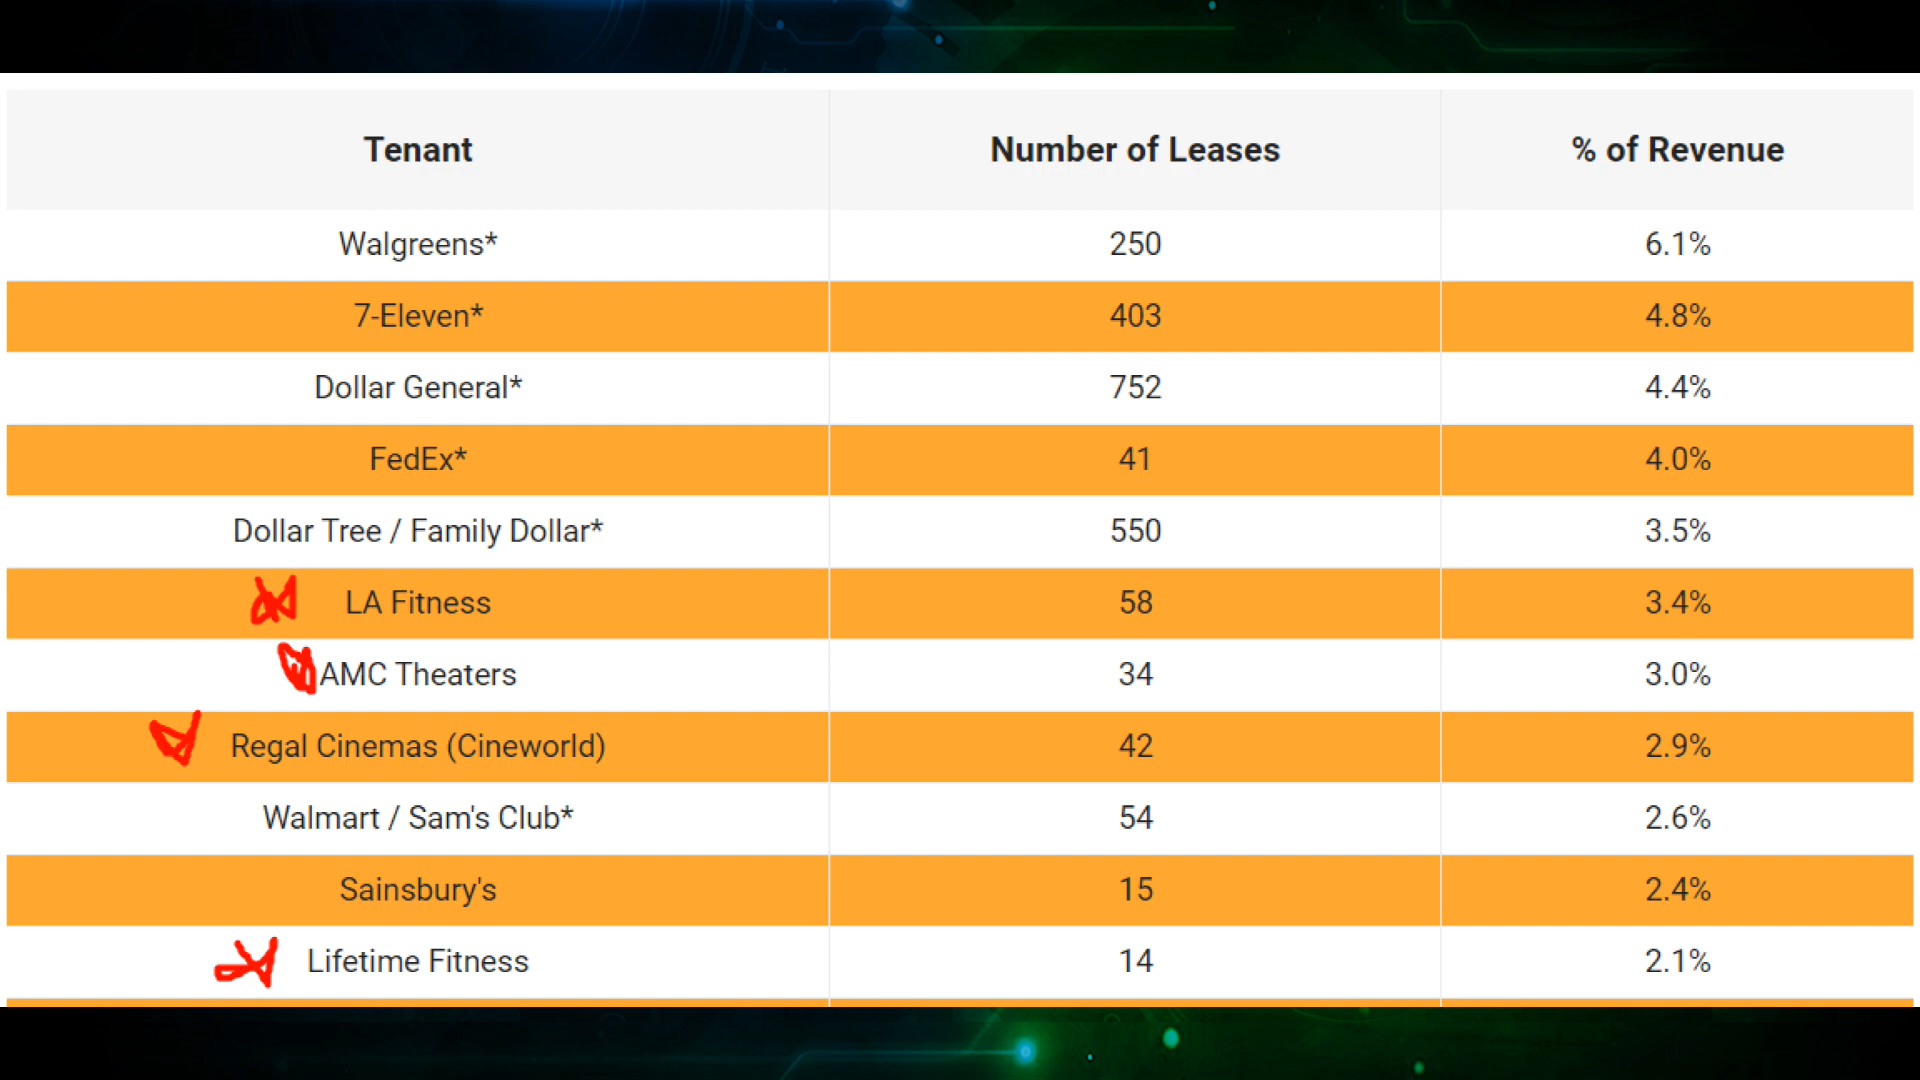 Tenant Number of Leases % of Revenue
Walgreens* 250 6.1%
7-Eleven* 403 4.8%
Dollar General* 752 4.4%
FedEx* 41 4.0%
Dollar Tree / Family Dollar* 550 3.5%
LA Fitness 58 3.4%
AMC Theaters 34 3.0%
Regal Cinemas (Cineworld) 42 2.9%
Walmart / Sam's Club* 54 2.6%
Sainsbury's 15 2.4%
Lifetime Fitness 14 2.1%